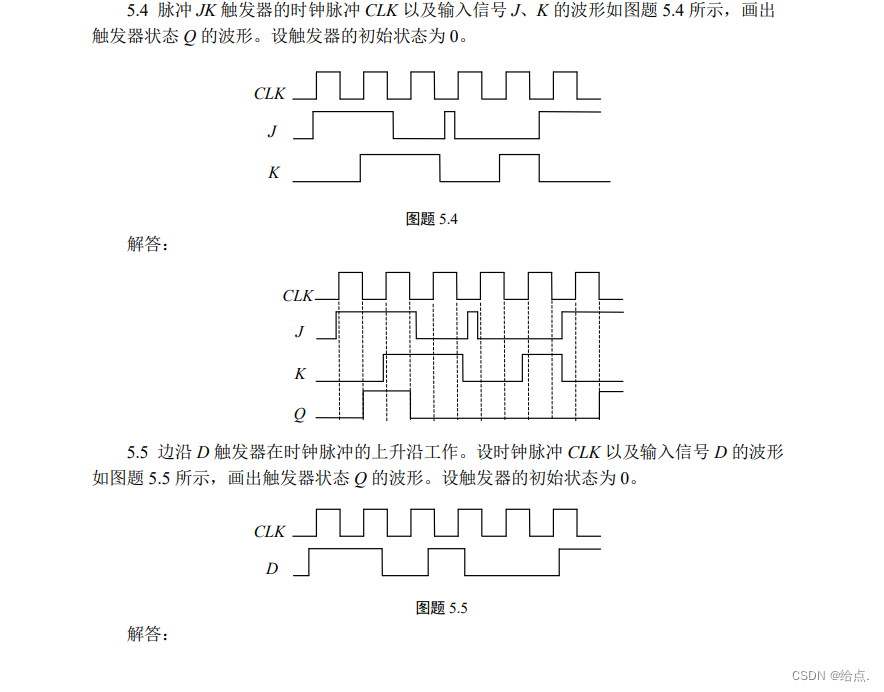 5.4 脉冲 JK 触发器的时钟脉冲 CLK 以及输入信号 J、K 的波形如图题 5.4 所示，画出
触发器状态 Q 的波形。设触发器的初始状态为 0。
CLK
J
K
图题 5.4
解答：
CLK
J
K
Q
5.5 边沿 D 触发器在时钟脉冲的上升沿工作。设时钟脉冲 CLK 以及输入信号 D 的波形
如图题 5.5 所示，画出触发器状态 Q 的波形。设触发器的初始状态为 0。
CLK
D
图题 5.5
解答：
CSDN @给点.